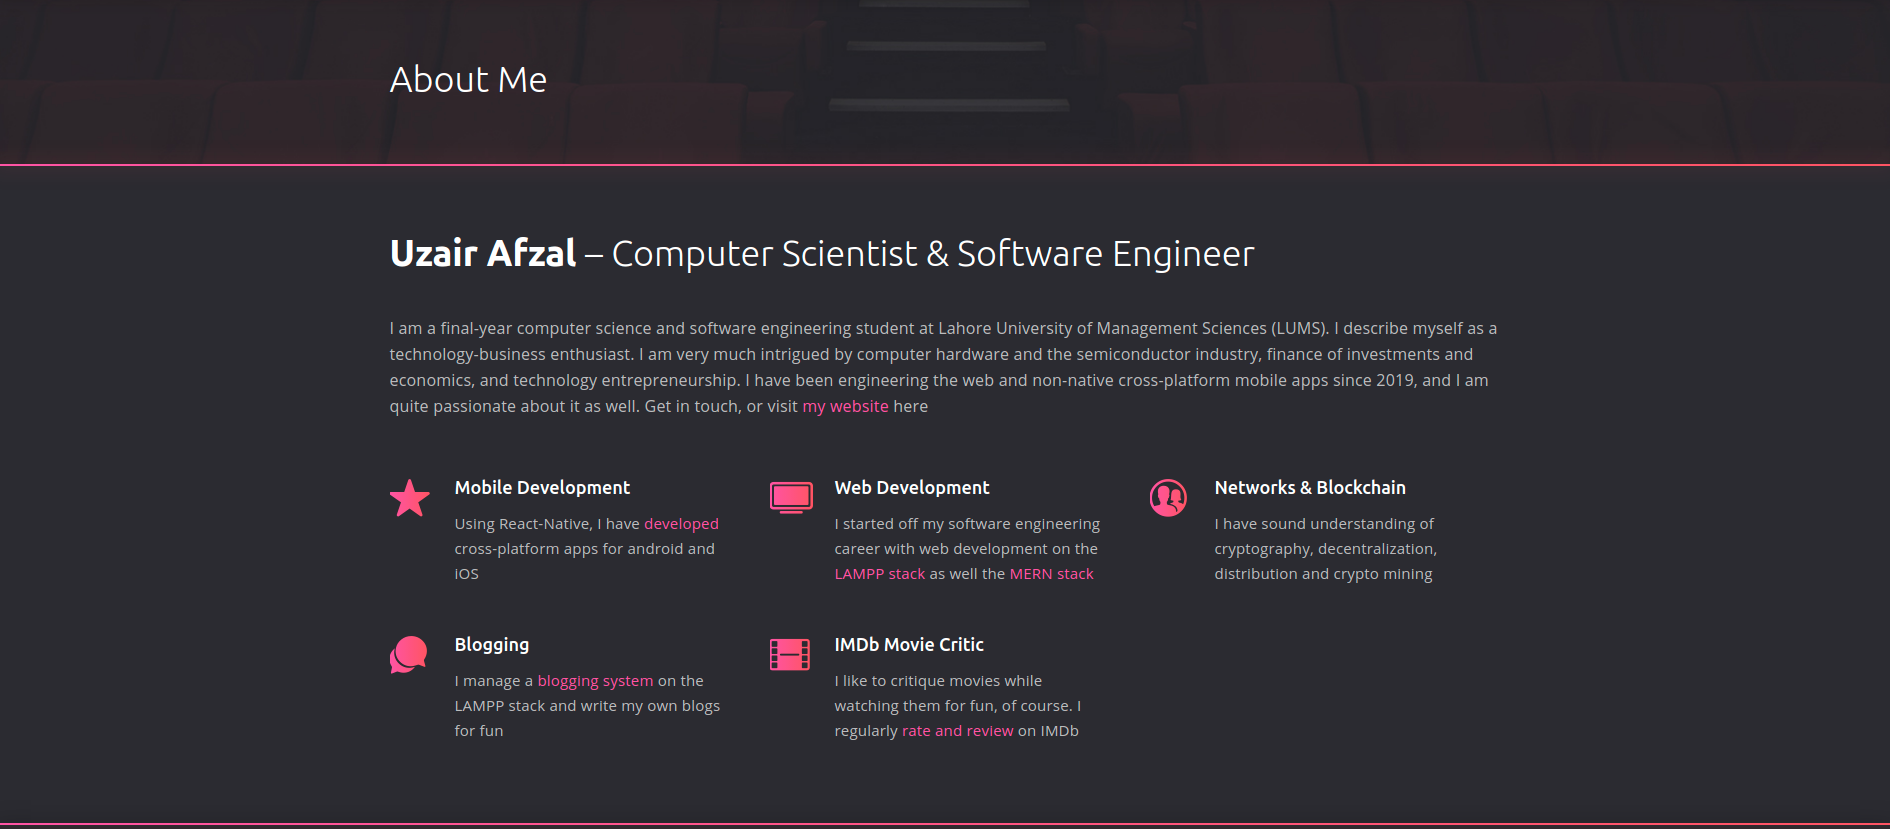 About Me
Uzair Afzal – Computer Scientist & Software Engineer
I am a final-year computer science and software engineering student at Lahore University of Management Sciences (LUMS). I describe myself as a
technology-business enthusiast. I am very much intrigued by computer hardware and the semiconductor industry, finance of investments and
economics, and technology entrepreneurship. I have been engineering the web and non-native cross-platform mobile apps since 2019, and I am
quite passionate about it as well. Get in touch, or visit my website here
Mobile Development
Using React-Native, I have developed
cross-platform apps for android and
iOS
Web Development
I started off my software engineering
career with web development on the
LAMPP stack as well the MERN stack
Networks & Blockchain
I have sound understanding of
cryptography, decentralization,
distribution and crypto mining
Blogging
I manage a blogging system on the
LAMPP stack and write my own blogs
for fun
IMDb Movie Critic
I like to critique movies while
watching them for fun, of course. I
regularly rate and review on IMDb